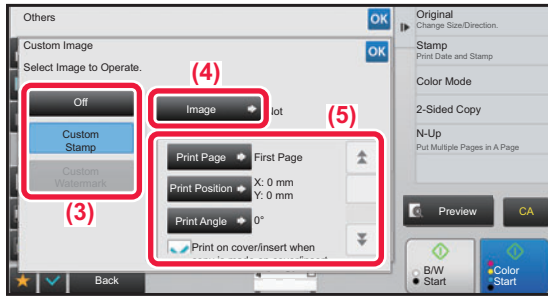 Others
OK
Custom Image
OK
Select Image to Operate.
(3)
Off
Custom
Stamp
Custom
Watermark
(4)
Image
(5)
Print Page
First Page
Print Position
X: 0 mm
Y: 0 mm
Print Angle
0°
Print on cover/insert when
Back
Original
Change Size/Direction.
Stamp
Print Date and Stamp
Color Mode
2-Sided Copy
N-Up
Put Multiple Pages in A Page
Preview
CA
B/W
Start
Color
Start